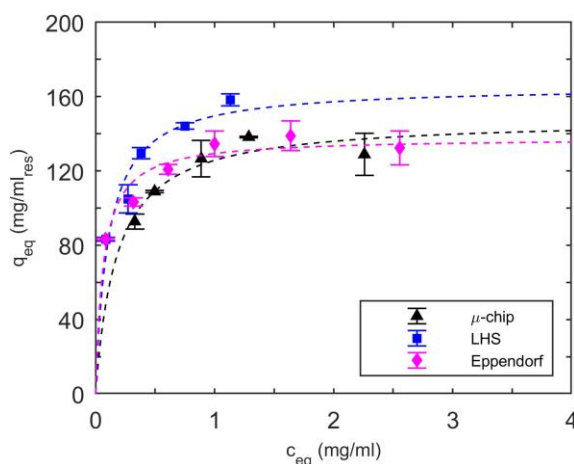 200
160
120
80
40
0
q_eq (mg/ml_res)
0
1
2
3
4
c_eq (mg/ml)
μ-chip
LHS
Eppendorf